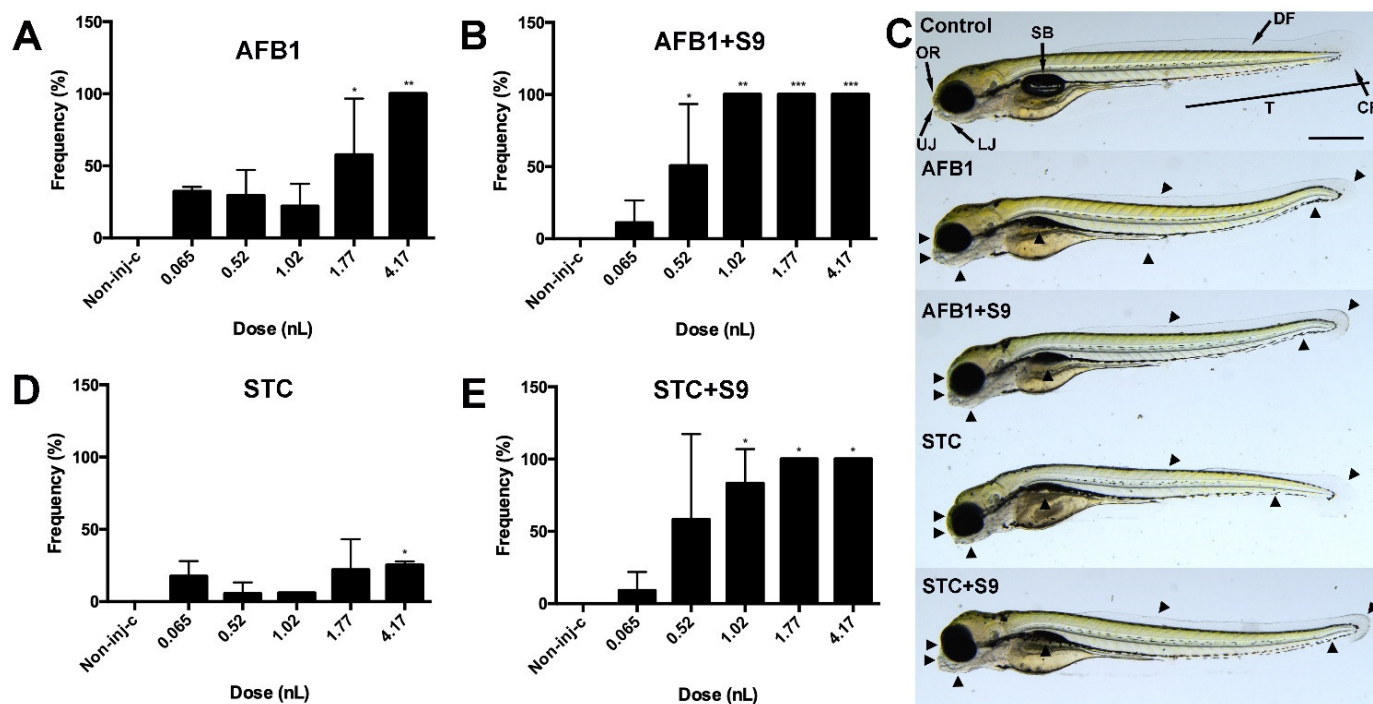 A
AFB1
150
100
50
0
Frequency (%)
*
**
Non-inj-c
0.065
0.52
1.02
1.77
4.17
Dose (nL)
B
AFB1+S9
150
100
50
0
Frequency (%)
*
**
***
***
Non-inj-c
0.065
0.52
1.02
1.77
4.17
Dose (nL)
C
Control
OR
SB
DF
UJ
LJ
T
AFB1
AFB1+S9
STC
STC+S9
D
STC
150
100
50
0
Frequency (%)
*
Non-inj-c
0.065
0.52
1.02
1.77
4.17
Dose (nL)
E
STC+S9
150
100
50
0
Frequency (%)
*
*
*
Non-inj-c
0.065
0.52
1.02
1.77
4.17
Dose (nL)